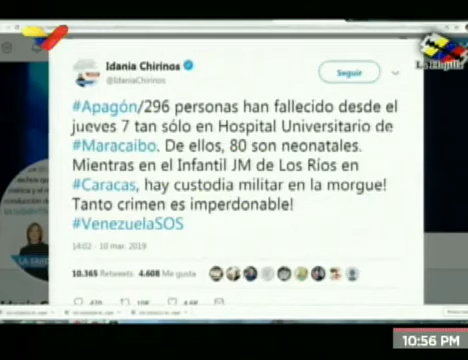 Idania Chirinos
@IdaniaChirinos
Seguir
#Apagón/296 personas han fallecido desde el
jueves 7 tan sólo en Hospital Universitario de
#Maracaibo. De ellos, 80 son neonatales.
Mientras en el Infantil JM de Los Ríos en
#Caracas, hay custodia militar en la morgue!
Tanto crimen es imperdonable!
#VenezuelaSOS
14:02 - 10 mar. 2019
10.365 Retweets 4.608 Me gusta
10:56 PM